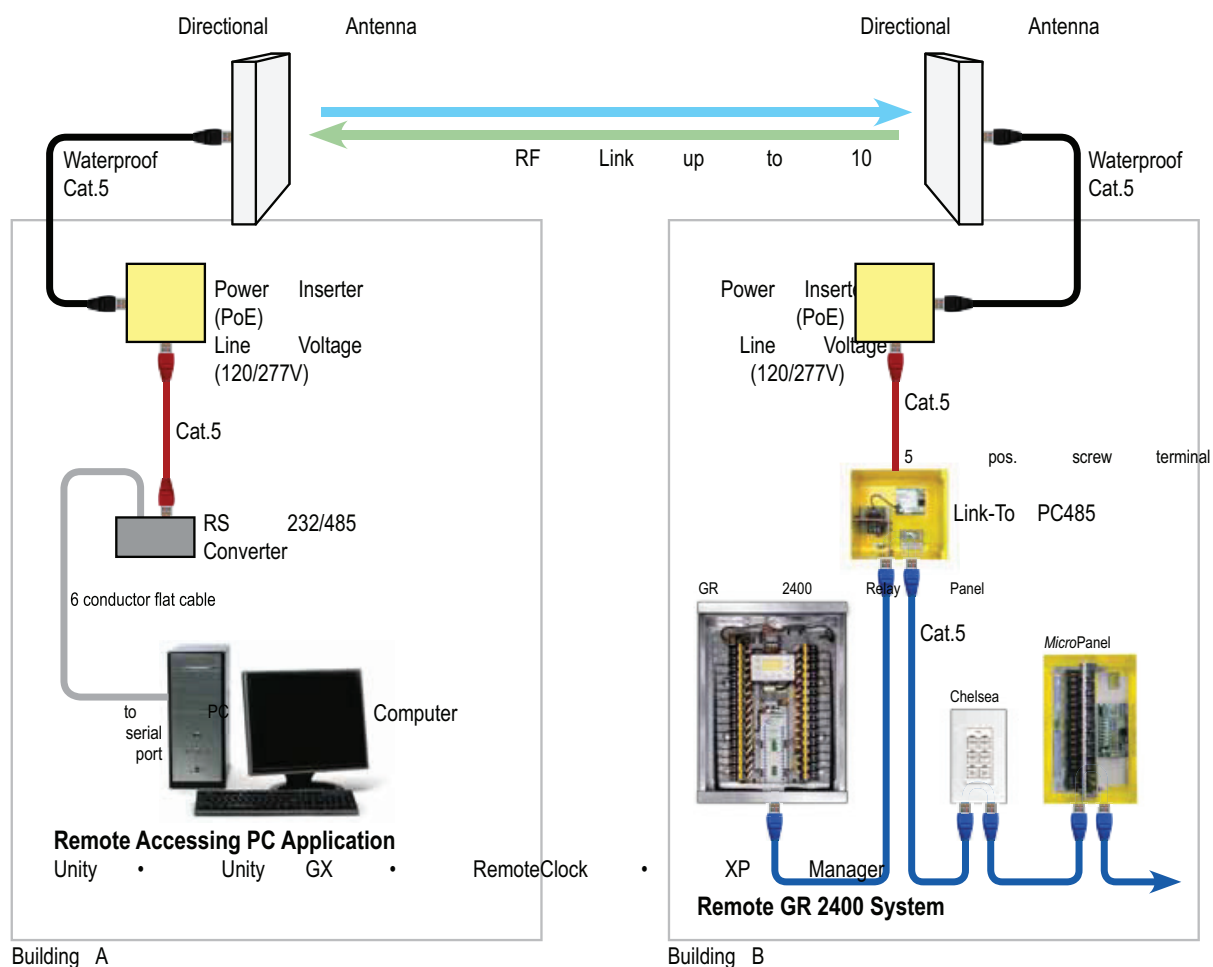 Directional Antenna
Directional Antenna
RF Link up to 10
Waterproof
Cat.5
Waterproof
Cat.5
Power Inserter
(PoE)
Line Voltage
(120/277V)
Power Inserter
(PoE)
Line Voltage
(120/277V)
Cat.5
Cat.5
5 pos. screw terminal
Link-To PC485
RS 232/485
Converter
6 conductor flat cable
GR 2400 Relay Panel
Cat.5
MicroPanel
Chelsea
to PC
serial
port
Computer
Remote Accessing PC Application
Unity • Unity GX • RemoteClock • XP Manager
Remote GR 2400 System
Building A
Building B